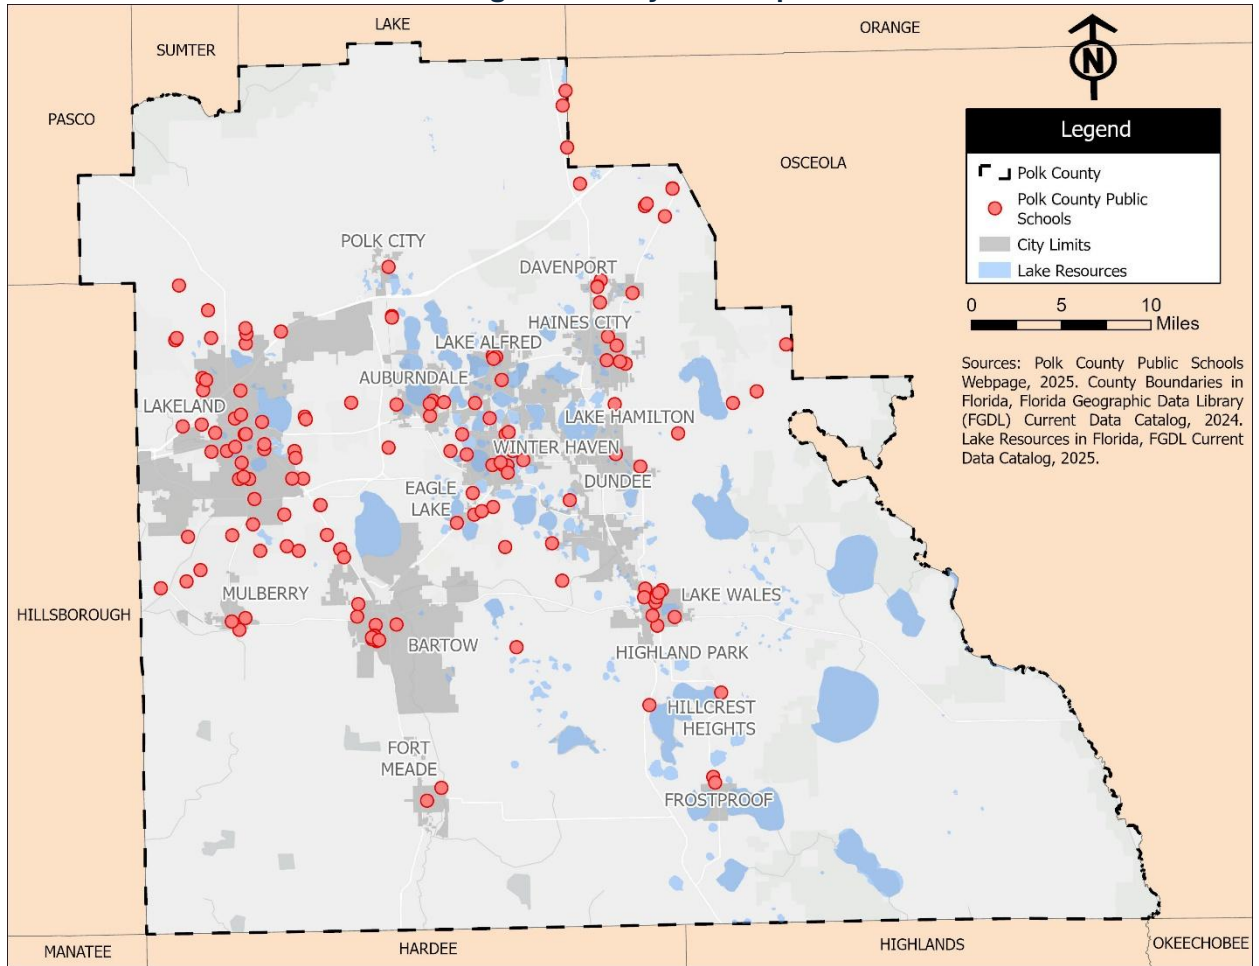 LAKE
ORANGE
SUMTER
N
PASCO
Legend
OSCEOLA
Polk County
Polk County Public
Schools
City Limits
Lake Resources
POLK CITY
DAVENPORT
0 5 10
Miles
HAINES CITY
LAKE ALFRED
Sources: Polk County Public Schools
Webpage, 2025. County Boundaries in
Florida, Florida Geographic Data Library
(FGDL) Current Data Catalog, 2024.
Lake Resources in Florida, FGDL Current
Data Catalog, 2025.
AUBURNDALE
LAKELAND
LAKE HAMILTON
WINTER HAVEN
DUNDEE
EAGLE
LAKE
MULBERRY
LAKE WALES
HILLSBOROUGH
BARTOW
HIGHLAND PARK
HILLCREST
HEIGHTS
FORT
MEADE
FROSTPROOF
MANATEE
HARDEE
HIGHLANDS
OKEECHOBEE